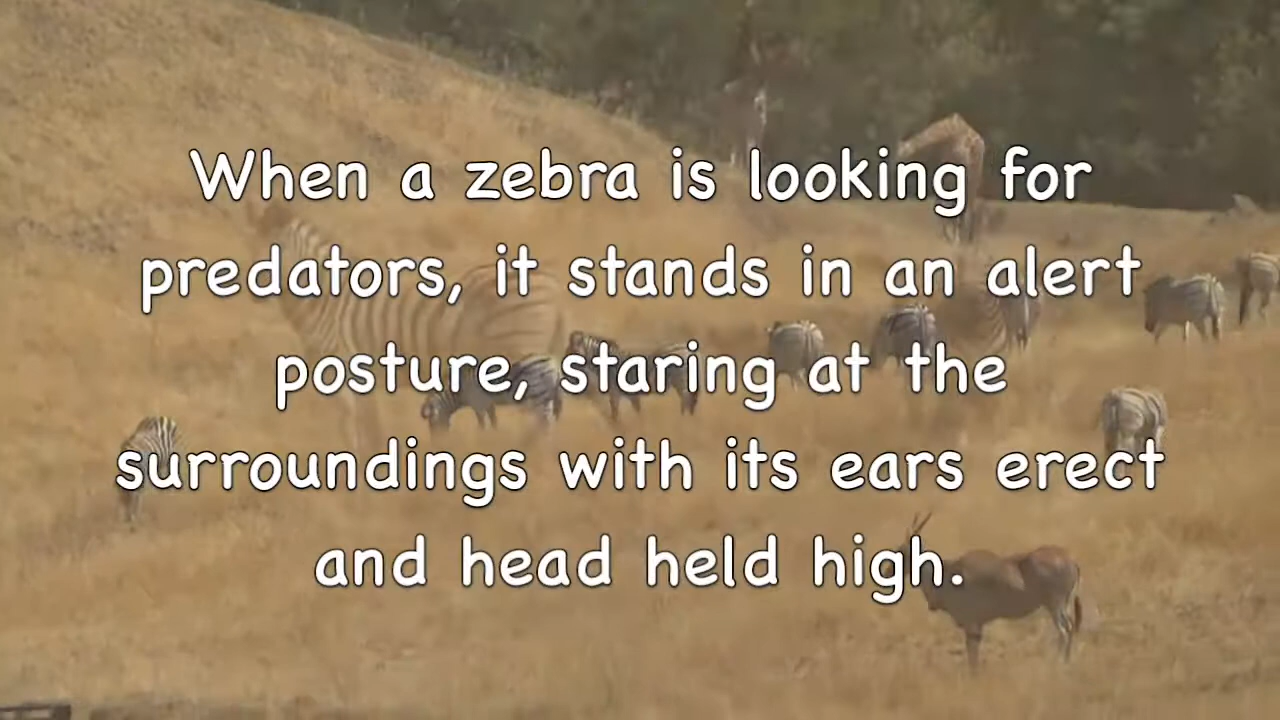 When a zebra is looking for
predators, it stands in an alert
posture, staring at the
surroundings with its ears erect
and head held high.